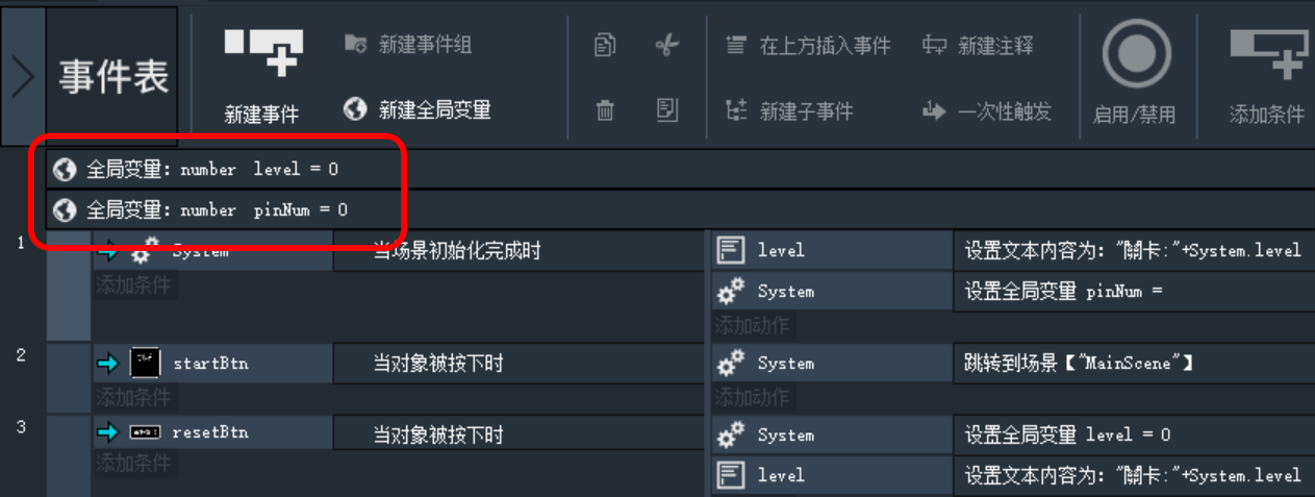 事件表
新建事件
新建事件组
新建全局变量
在上方插入事件
新建注释
新建子事件
一次性触发
启用/禁用
添加条件
全局变量: number level = 0
全局变量: number pinNum = 0
1 System 当场景初始化完成时 level 设置文本内容为: "關卡:"+System.level
添加条件 System 设置全局变量 pinNum =
添加动作
2 startBtn 当对象被按下时 System 跳转到场景【"MainScene"】
添加条件 添加动作
3 resetBtn 当对象被按下时 System 设置全局变量 level = 0
添加条件 level 设置文本内容为: "關卡:"+System.level